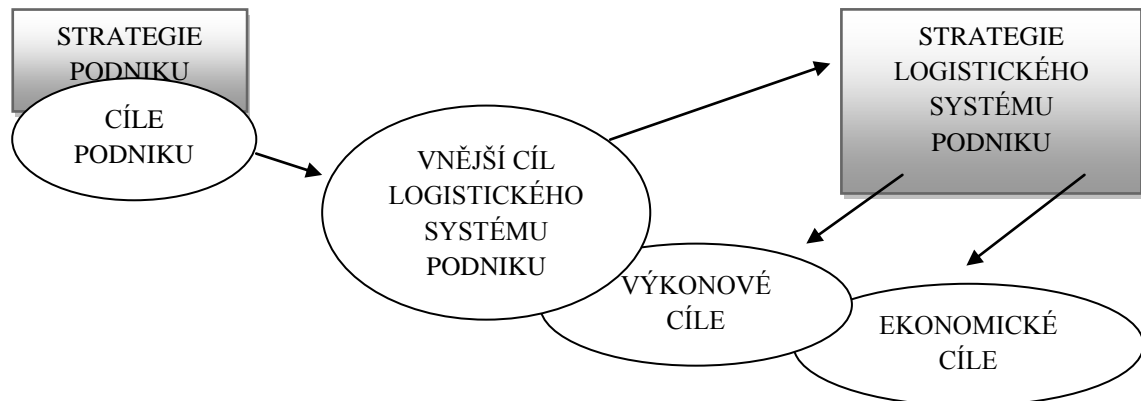 STRATEGIE
PODNIKU
CÍLE
PODNIKU
VNĚJŠÍ CÍL
LOGISTICKÉHO
SYSTÉMU
PODNIKU
STRATEGIE
LOGISTICKÉHO
SYSTÉMU
PODNIKU
VÝKONOVÉ
CÍLE
EKONOMICKÉ
CÍLE